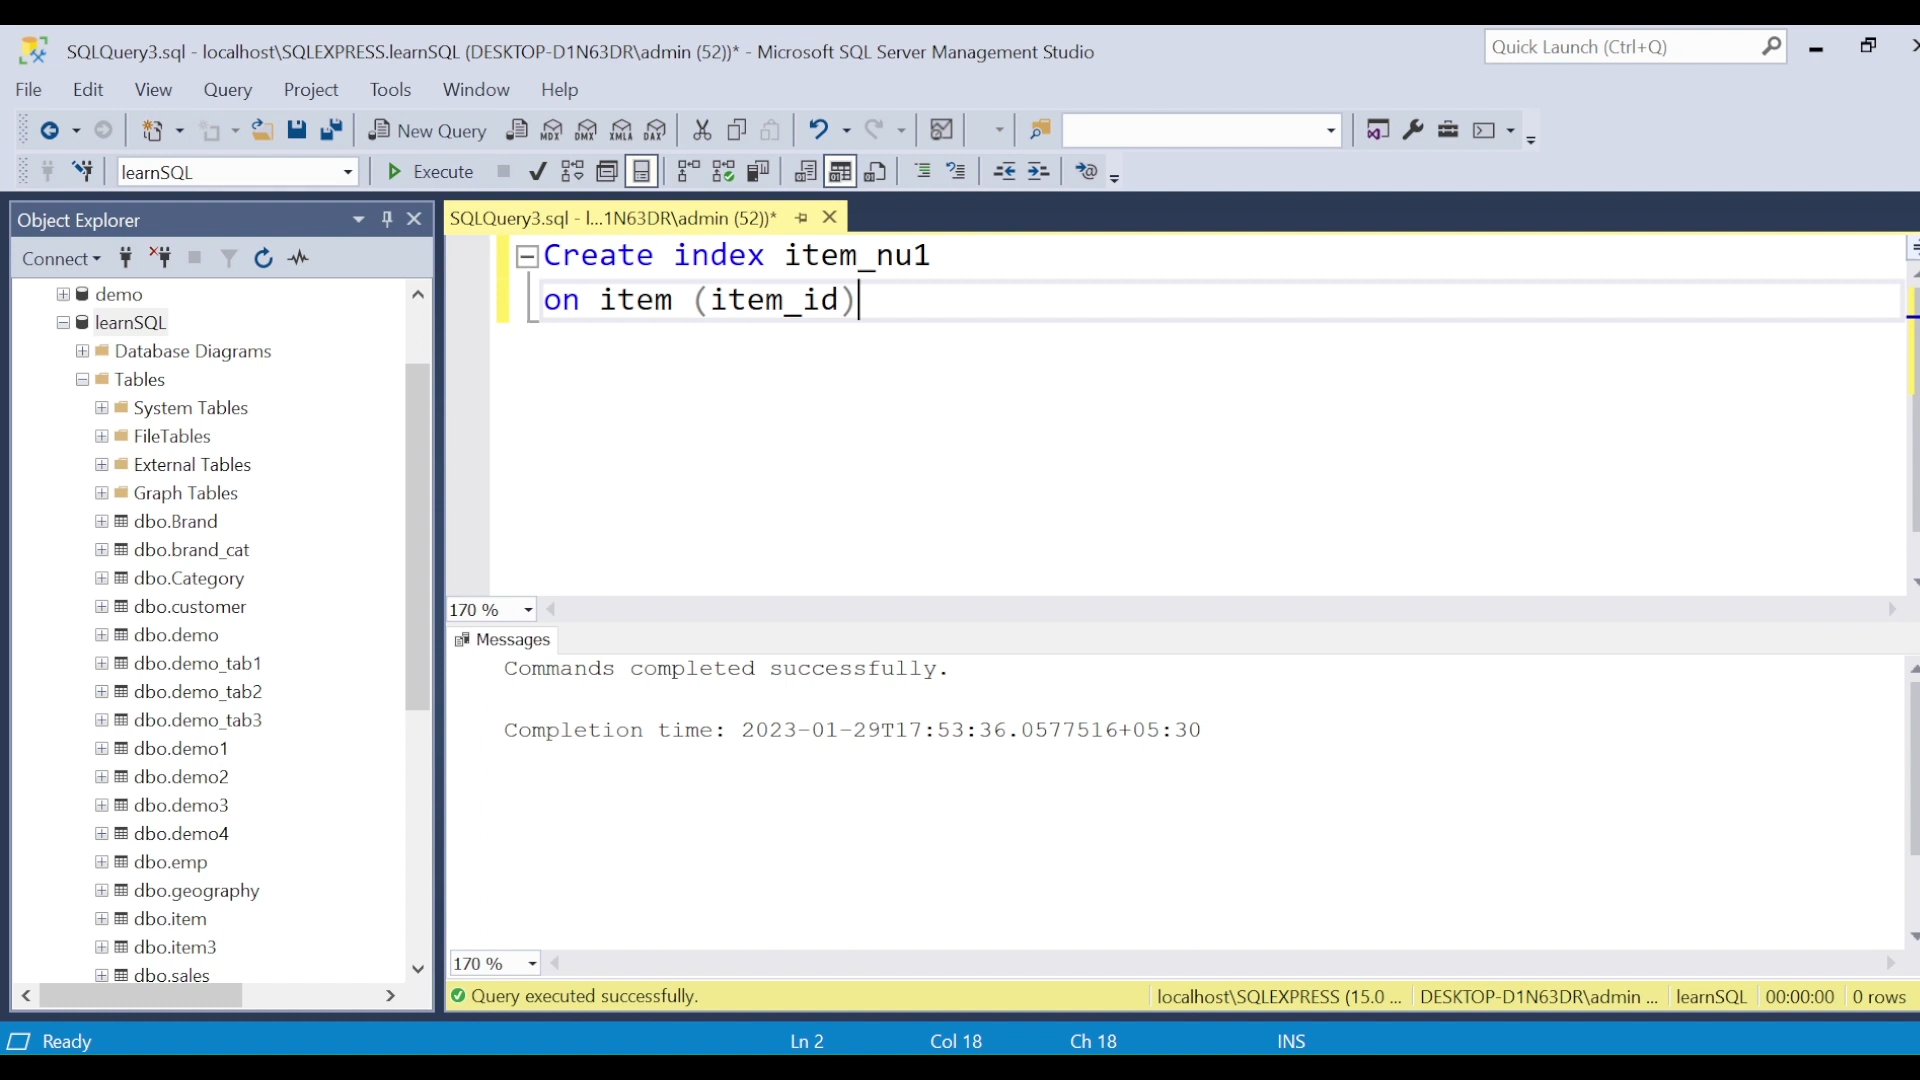 SQLQuery3.sql - localhost\SQLEXPRESS.learnSQL (DESKTOP-D1N63DR\admin (52))* - Microsoft SQL Server Management Studio
Quick Launch (Ctrl+Q)
File Edit View Query Project Tools Window Help
New Query MDX DMX XMLA DAX
learnSQL
Execute
Object Explorer
Connect
demo
learnSQL
Database Diagrams
Tables
System Tables
FileTables
External Tables
Graph Tables
dbo.Brand
dbo.brand_cat
dbo.Category
dbo.customer
dbo.demo
dbo.demo_tab1
dbo.demo_tab2
dbo.demo_tab3
dbo.demo1
dbo.demo2
dbo.demo3
dbo.demo4
dbo.emp
dbo.geography
dbo.item
dbo.item3
dbo.sales
SQLQuery3.sql - l...1N63DR\admin (52))*
Create index item_nu1
on item (item_id)
170 %
Messages
Commands completed successfully.
Completion time: 2023-01-29T17:53:36.0577516+05:30
170 %
Query executed successfully.
localhost\SQLEXPRESS (15.0 ...
DESKTOP-D1N63DR\admin ...
learnSQL
00:00:00
0 rows
Ready
Ln 2
Col 18
Ch 18
INS